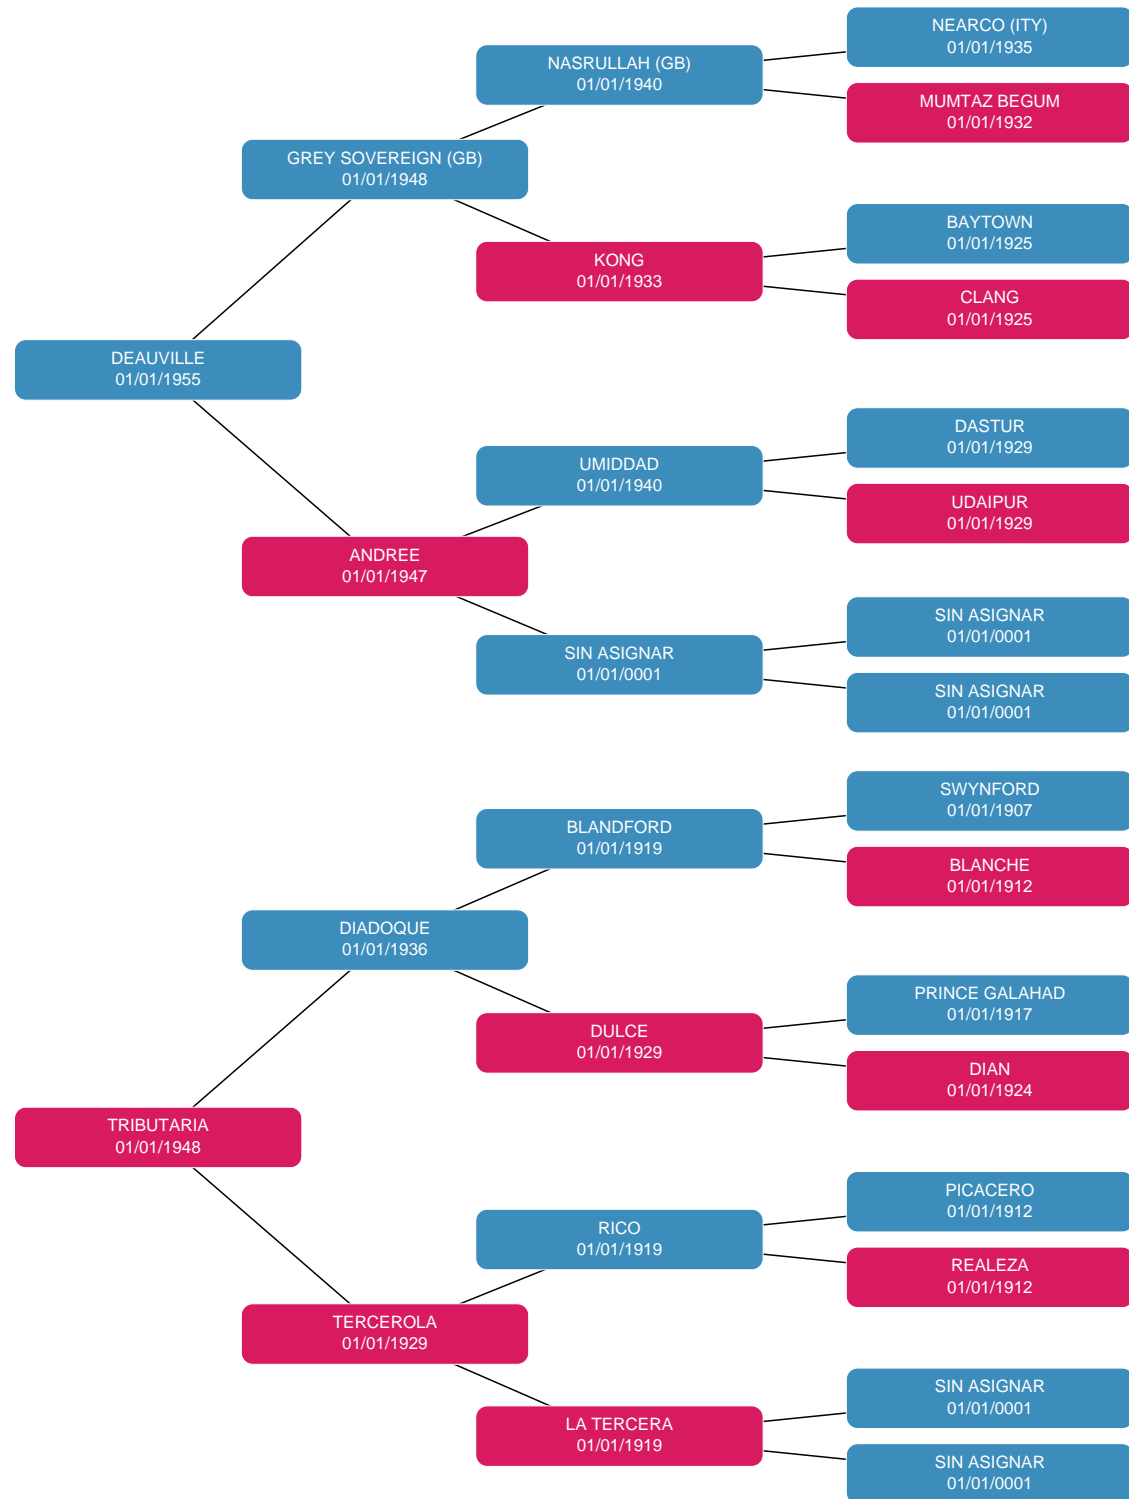 NEARCO (ITY)
01/01/1935
NASRULLAH (GB)
01/01/1940
MUMTAZ BEGUM
01/01/1932
GREY SOVEREIGN (GB)
01/01/1948
BAYTOWN
01/01/1925
KONG
01/01/1933
CLANG
01/01/1925
DEAUVILLE
01/01/1955
DASTUR
01/01/1929
UMIDDAD
01/01/1940
UDAIPUR
01/01/1929
ANDREE
01/01/1947
SIN ASIGNAR
01/01/0001
SIN ASIGNAR
01/01/0001
SIN ASIGNAR
01/01/0001
SWYNFORD
01/01/1907
BLANDFORD
01/01/1919
BLANCHE
01/01/1912
DIADOQUE
01/01/1936
PRINCE GALAHAD
01/01/1917
DULCE
01/01/1929
DIAN
01/01/1924
TRIBUTARIA
01/01/1948
PICACERO
01/01/1912
RICO
01/01/1919
REALEZA
01/01/1912
TERCEROLA
01/01/1929
SIN ASIGNAR
01/01/0001
LA TERCERA
01/01/1919
SIN ASIGNAR
01/01/0001